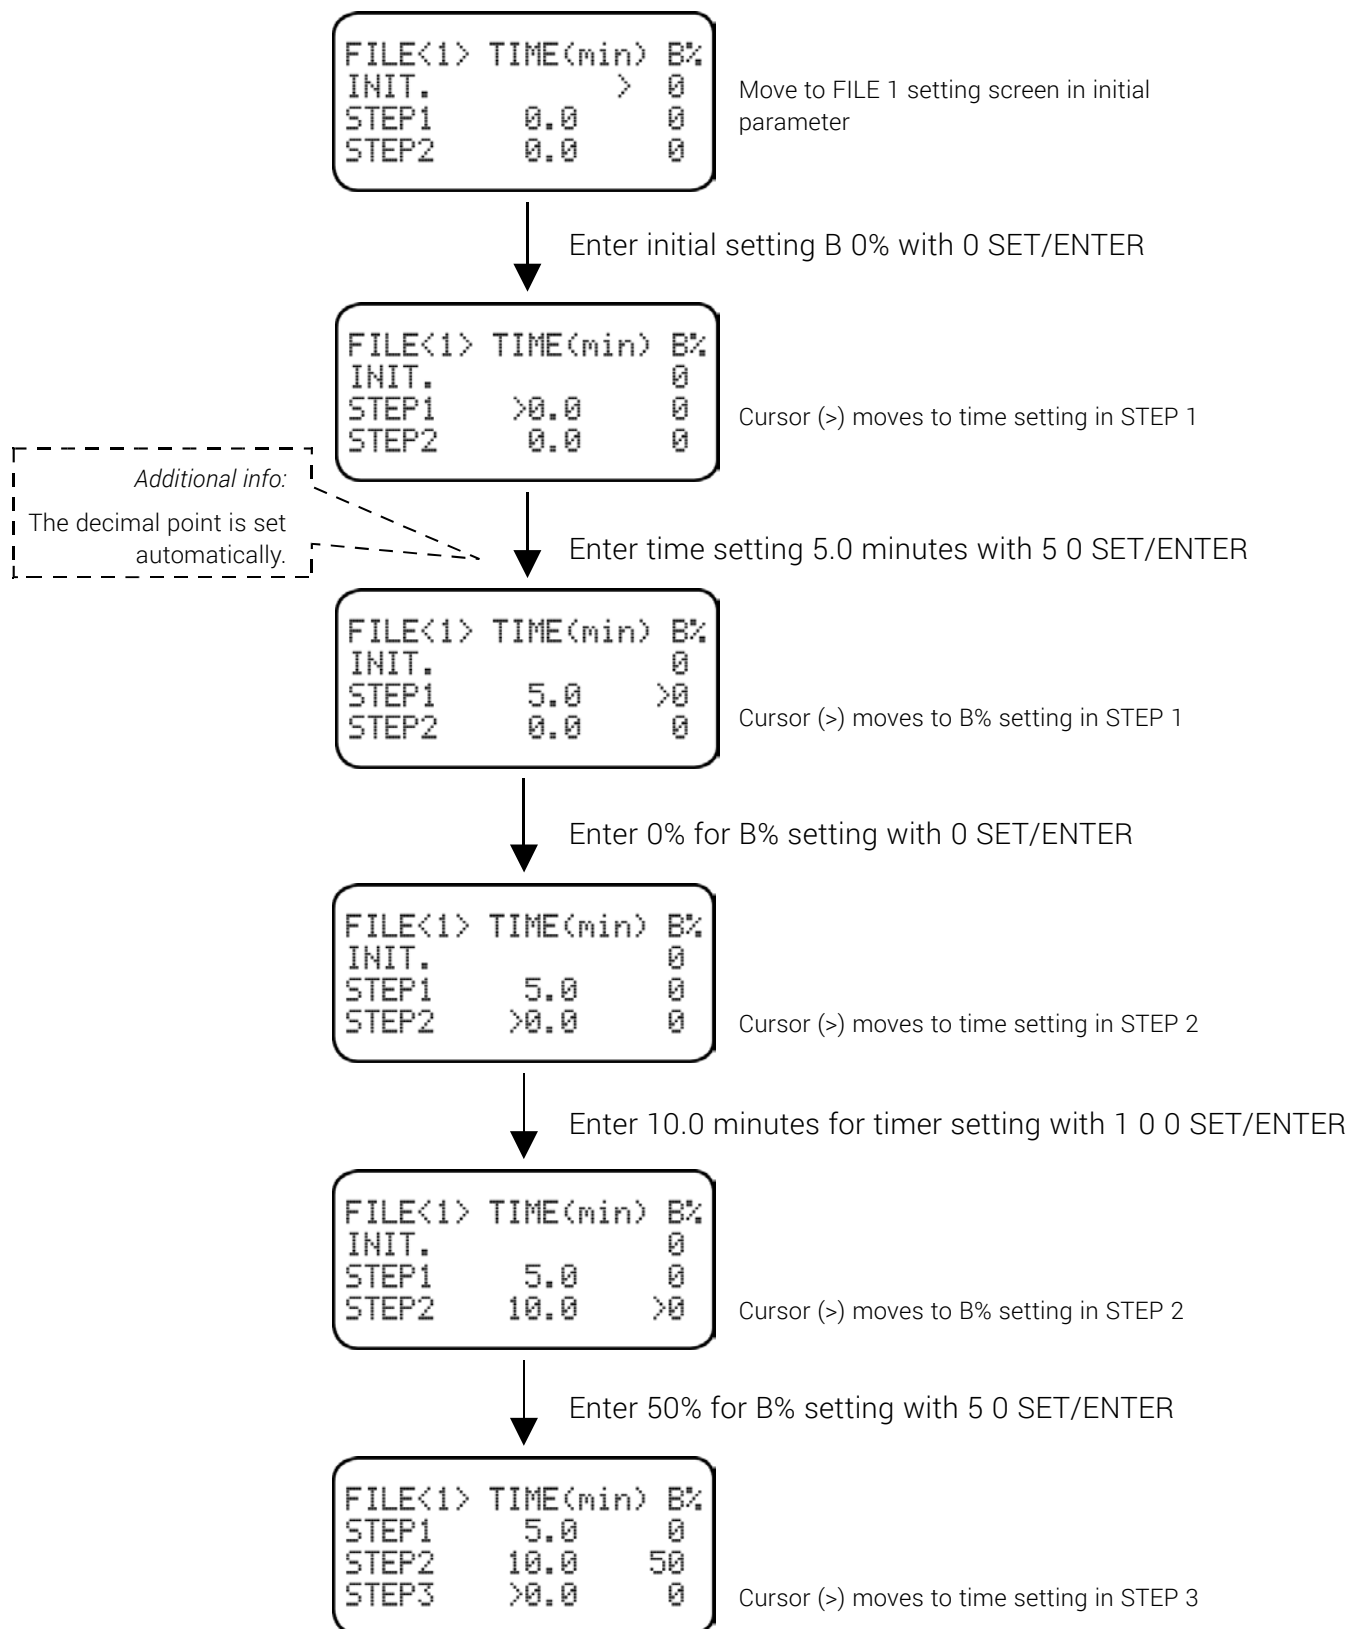 FILE<1> TIME(min) B%
INIT. > 0
STEP1 0.0 0
STEP2 0.0 0
Move to FILE 1 setting screen in initial
parameter
Enter initial setting B 0% with 0 SET/ENTER
FILE<1> TIME(min) B%
INIT. 0
STEP1 >0.0 0
STEP2 0.0 0
Cursor (>) moves to time setting in STEP 1
Additional info:
The decimal point is set
automatically.
Enter time setting 5.0 minutes with 5 0 SET/ENTER
FILE<1> TIME(min) B%
INIT. 0
STEP1 5.0 >0
STEP2 0.0 0
Cursor (>) moves to B% setting in STEP 1
Enter 0% for B% setting with 0 SET/ENTER
FILE<1> TIME(min) B%
INIT. 0
STEP1 5.0 0
STEP2 >0.0 0
Cursor (>) moves to time setting in STEP 2
Enter 10.0 minutes for timer setting with 1 0 0 SET/ENTER
FILE<1> TIME(min) B%
INIT. 0
STEP1 5.0 0
STEP2 10.0 >0
Cursor (>) moves to B% setting in STEP 2
Enter 50% for B% setting with 5 0 SET/ENTER
FILE<1> TIME(min) B%
STEP1 5.0 0
STEP2 10.0 50
STEP3 >0.0 0
Cursor (>) moves to time setting in STEP 3